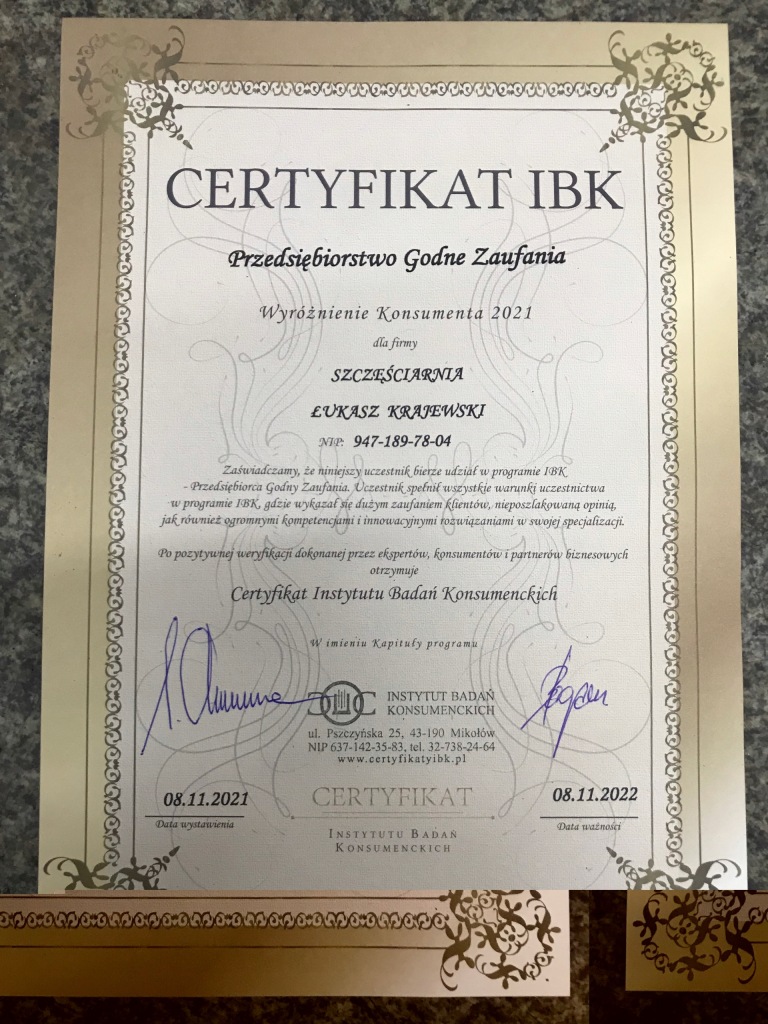 CERTYFIKAT IBK
Przedsiębiorstwo Godne Zaufania
Wyróżnienie Konsumenta 2021
dla firmy
SZCZĘŚCIARNIA
ŁUKASZ KRAJEWSKI
NIP: 947-189-78-04
Zaświadczamy, że niniejszy uczestnik bierze udział w programie IBK
- Przedsiębiorca Godny Zaufania. Uczestnik spełnił wszystkie warunki uczestnictwa
w programie IBK, gdzie wykazał się dużym zaufaniem klientów, nieposzlakowaną opinią,
jak również ogromnymi kompetencjami i innowacyjnymi rozwiązaniami w swojej specjalizacji.
Po pozytywnej weryfikacji dokonanej przez ekspertów, konsumentów i partnerów biznesowych
otrzymuje
Certyfikat Instytutu Badań Konsumenckich
W imieniu Kapituły programu
INSTYTUT BADAŃ
KONSUMENCKICH
ul. Pszczyńska 25, 43-190 Mikołów
NIP 637-142-35-83, tel. 32-738-24-64
www.certyfikatyibk.pl
08.11.2021
Data wystawienia
CERTYFIKAT
INSTYTUTU BADAŃ
KONSUMENCKICH
08.11.2022
Data ważności